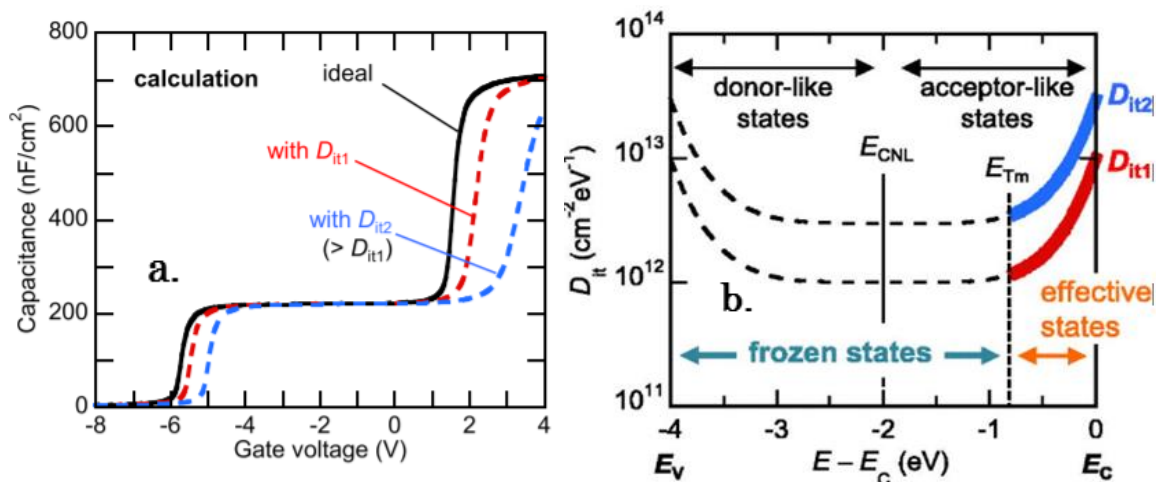 800
600
400
200
0
Capacitance (nF/cm²)
calculation
ideal
with Dit1
with Dit2
(> Dit1)
a.
-8 -6 -4 -2 0 2 4
Gate voltage (V)
10¹⁴
10¹³
10¹²
10¹¹
Dit (cm⁻²eV⁻¹)
donor-like
states
acceptor-like
states
Dit2
Dit1
ECNL
ETm
b.
effective
states
frozen states
-4 -3 -2 -1 0
EV
E – EC (eV)
EC